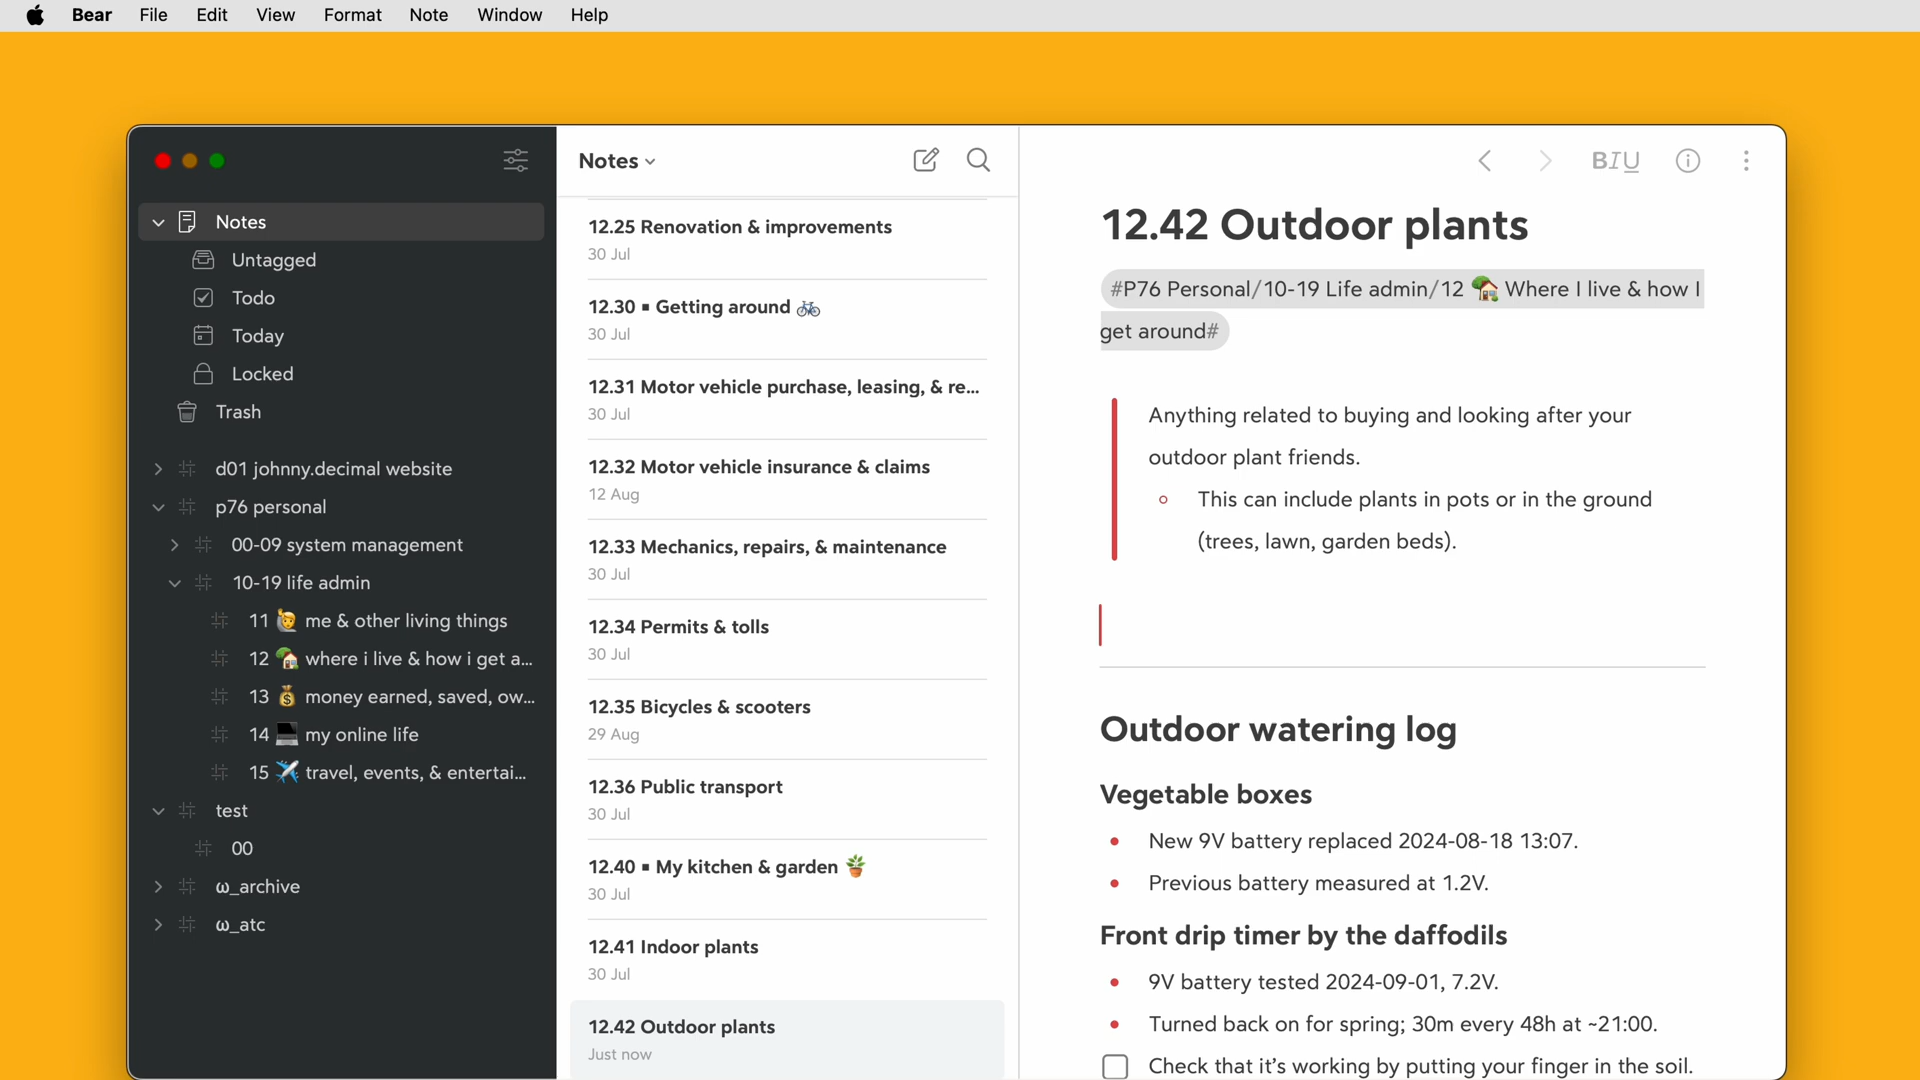 Bear File Edit View Format Note Window Help
Notes
Untagged
Todo
Today
Locked
Trash
d01 johnny.decimal website
p76 personal
00-09 system management
10-19 life admin
11 🙋 me & other living things
12 🏡 where i live & how i get a...
13 💰 money earned, saved, ow...
14 💻 my online life
15 ✈️ travel, events, & entertai...
test
00
ω_archive
ω_atc
Notes
12.25 Renovation & improvements
30 Jul
12.30 ▪ Getting around 🚲
30 Jul
12.31 Motor vehicle purchase, leasing, & re...
30 Jul
12.32 Motor vehicle insurance & claims
12 Aug
12.33 Mechanics, repairs, & maintenance
30 Jul
12.34 Permits & tolls
30 Jul
12.35 Bicycles & scooters
29 Aug
12.36 Public transport
30 Jul
12.40 ▪ My kitchen & garden 🪴
30 Jul
12.41 Indoor plants
30 Jul
12.42 Outdoor plants
Just now
BIU
12.42 Outdoor plants
#P76 Personal/10-19 Life admin/12 🏡 Where I live & how I
get around#
Anything related to buying and looking after your
outdoor plant friends.
This can include plants in pots or in the ground
(trees, lawn, garden beds).
Outdoor watering log
Vegetable boxes
• New 9V battery replaced 2024-08-18 13:07.
• Previous battery measured at 1.2V.
Front drip timer by the daffodils
• 9V battery tested 2024-09-01, 7.2V.
• Turned back on for spring; 30m every 48h at ~21:00.
Check that it’s working by putting your finger in the soil.